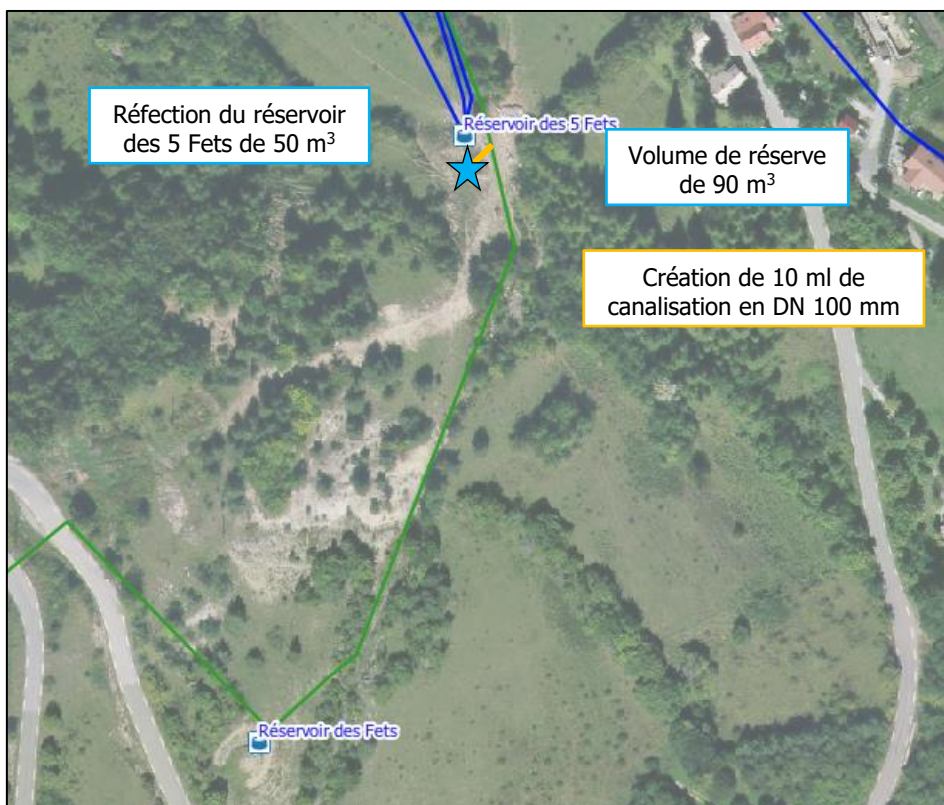 Réfection du réservoir
des 5 Fets de 50 m³
Réservoir des 5 Fets
Volume de réserve
de 90 m³
Création de 10 ml de
canalisation en DN 100 mm
Réservoir des Fets